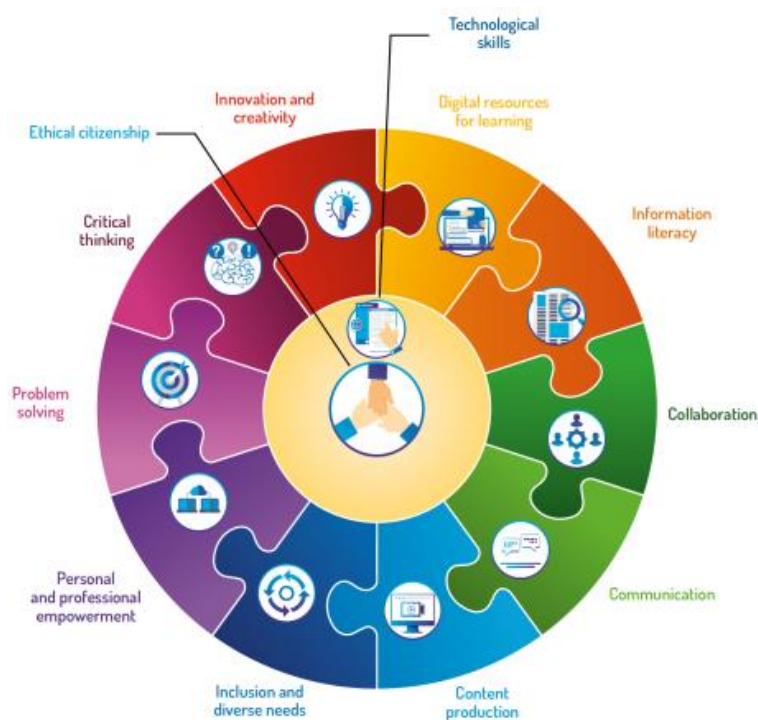 Technological
skills
Innovation and
creativity
Digital resources
for learning
Ethical citizenship
Critical
thinking
Information
literacy
Problem
solving
Collaboration
Personal
and professional
empowerment
Communication
Inclusion and
diverse needs
Content
production